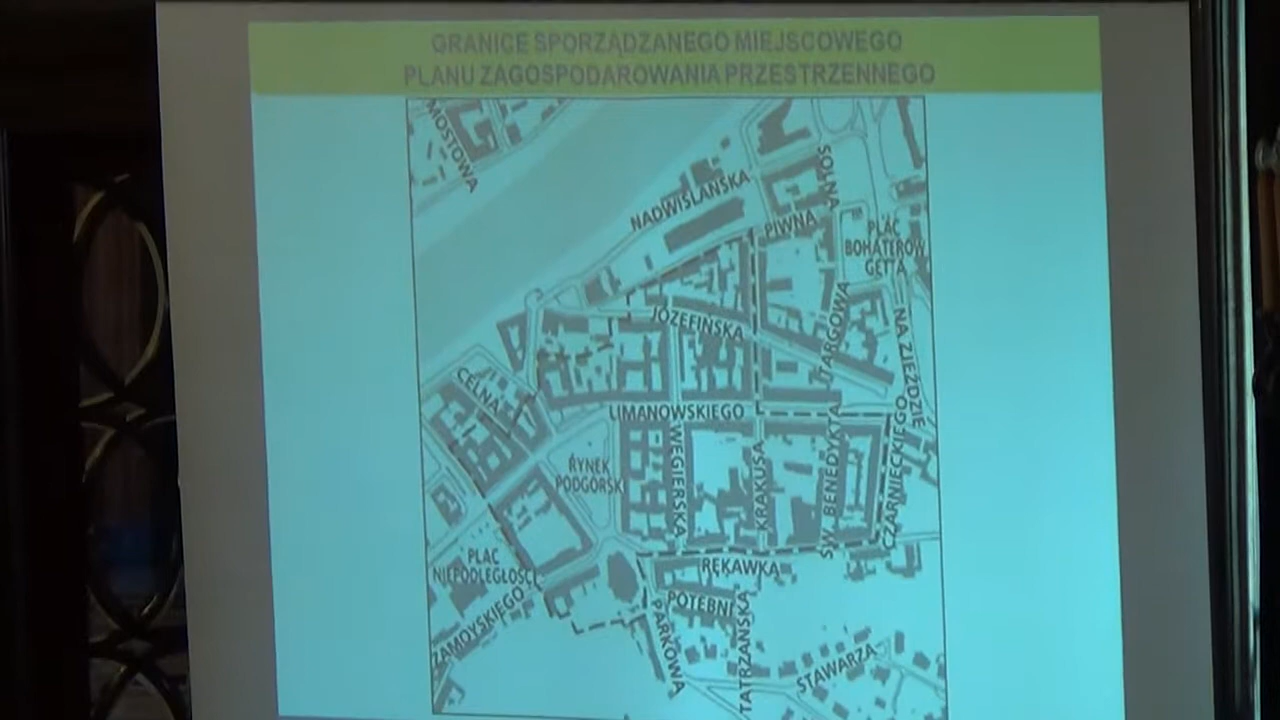 GRANICE SPORZĄDZANEGO MIEJSCOWEGO
PLANU ZAGOSPODAROWANIA PRZESTRZENNEGO
MOSTOWA
NADWIŚLAŃSKA
PIWNA
PLAC
BOHATERÓW
GETTA
NA ZJEŹDZIE
TARGOWA
JÓZEFIŃSKA
CELNA
LIMANOWSKIEGO
RYNEK
PODGÓRSKI
WĘGIERSKA
KRAKUSA
ŚW. BENEDYKTA
CZARNIECKIEGO
PLAC
NIEPODLEGŁOŚCI
ZAMOYSKIEGO
RĘKAWKA
POTEBNI
PARKOWA
TATRZAŃSKA
STAWARZA